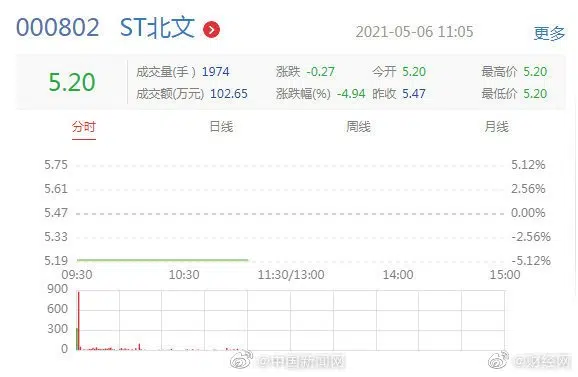 000802 ST北文 2021-05-06 11:05 更多
5.20 成交量(手) 1974 涨跌 -0.27 今开 5.20 最高价 5.20
成交额(万元) 102.65 涨跌幅(%) -4.94 昨收 5.47 最低价 5.20
分时 日线 周线 月线
5.75 5.12%
5.61 2.56%
5.47 0.00%
5.33 -2.56%
5.19 -5.12%
09:30 10:30 11:30/13:00 14:00 15:00
900
600
300
0
@中国新闻网 @财经网